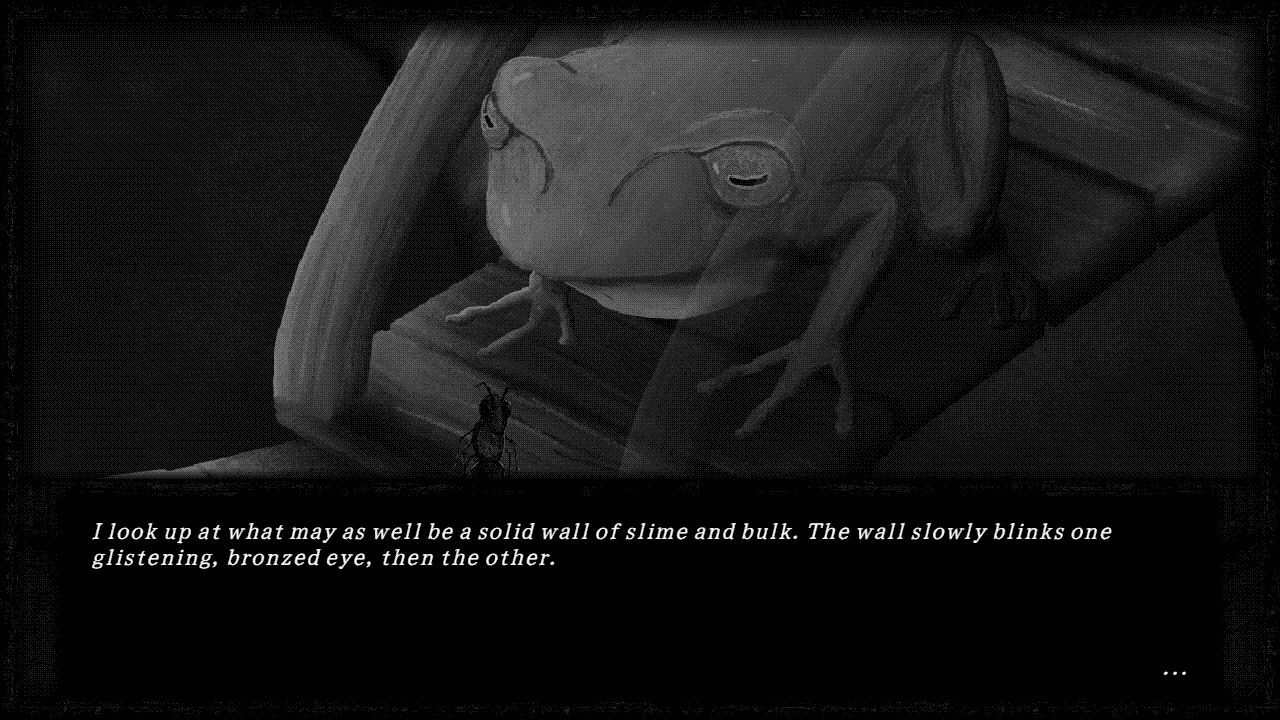 I look up at what may as well be a solid wall of slime and bulk. The wall slowly blinks one
glistening, bronzed eye, then the other.
...